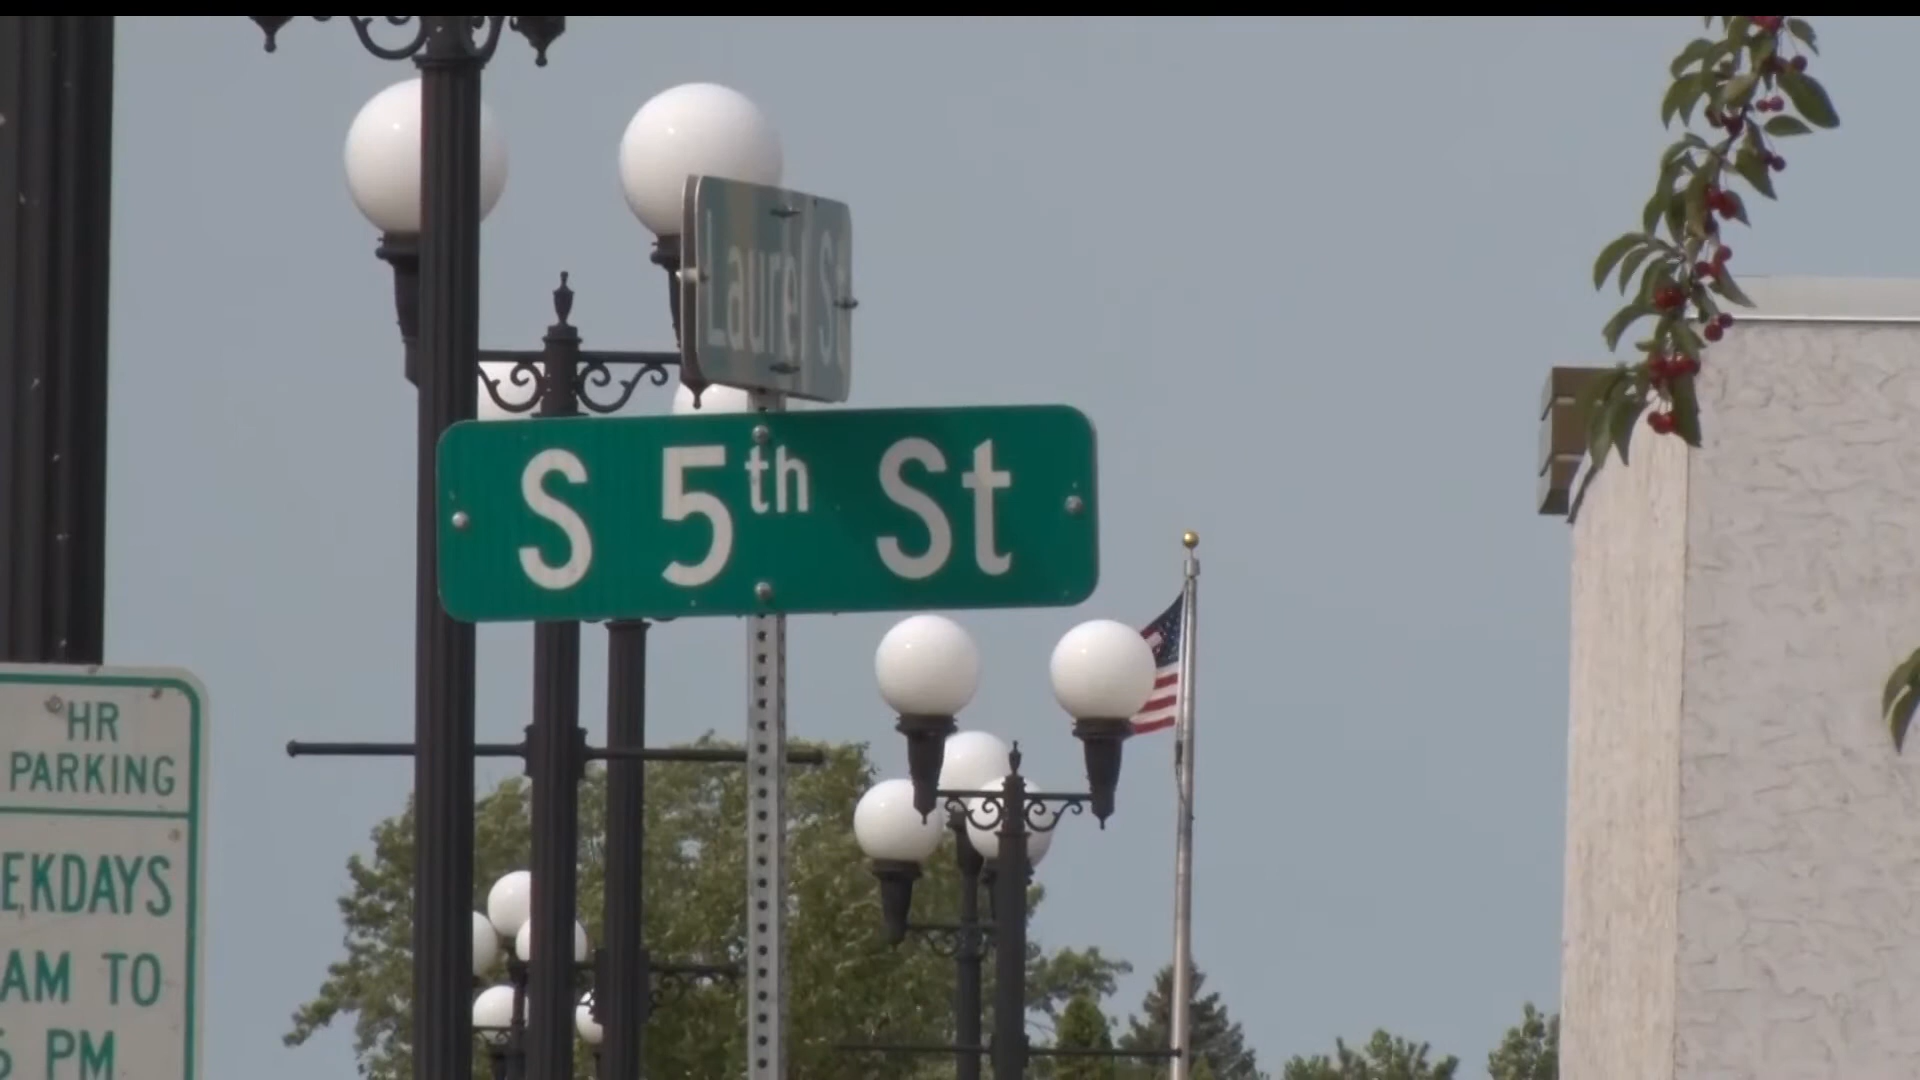 Laurel St
S 5th St
HR
PARKING
EKDAYS
AM TO
PM